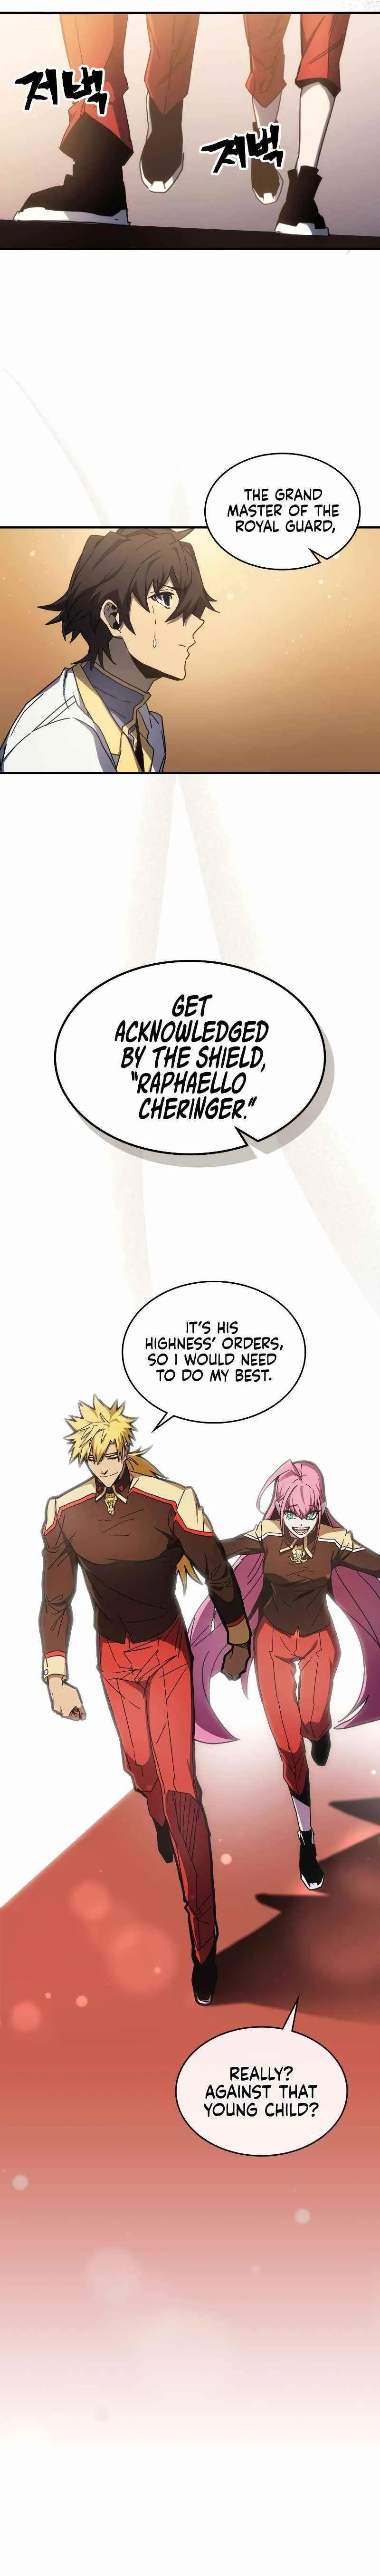 저벅
저벅
THE GRAND
MASTER OF THE
ROYAL GUARD,
GET
ACKNOWLEDGED
BY THE SHIELD,
"RAPHAELLO
CHERINGER."
IT'S HIS
HIGHNESS' ORDERS,
SO I WOULD NEED
TO DO MY BEST.
REALLY?
AGAINST THAT
YOUNG CHILD?